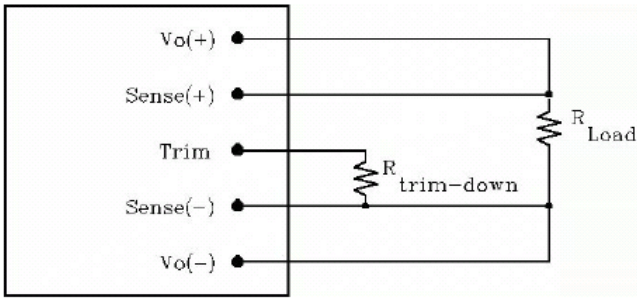 Vo(+)
Sense(+)
Trim
Sense(-)
Vo(-)
R Load
R trim-down